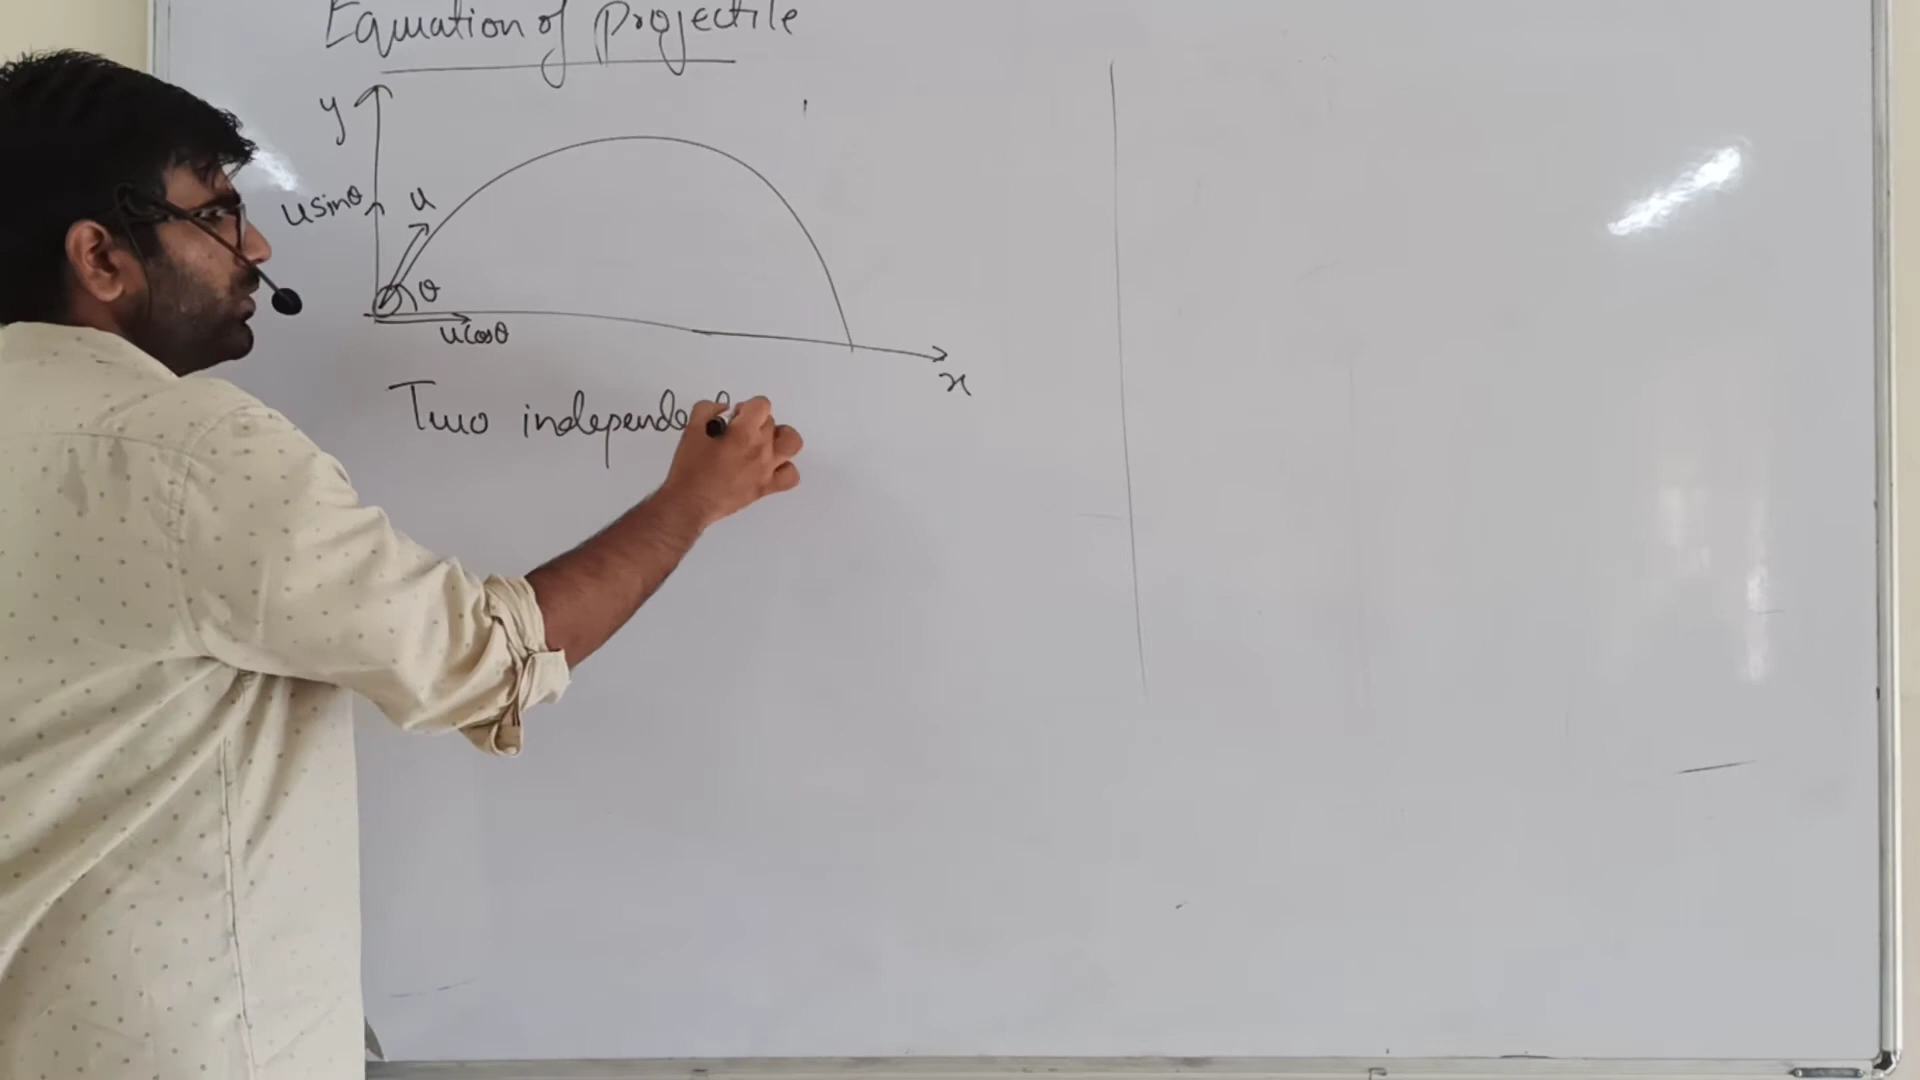 Equation of projectile
y
usinθ
u
θ
ucosθ
x
Two independe